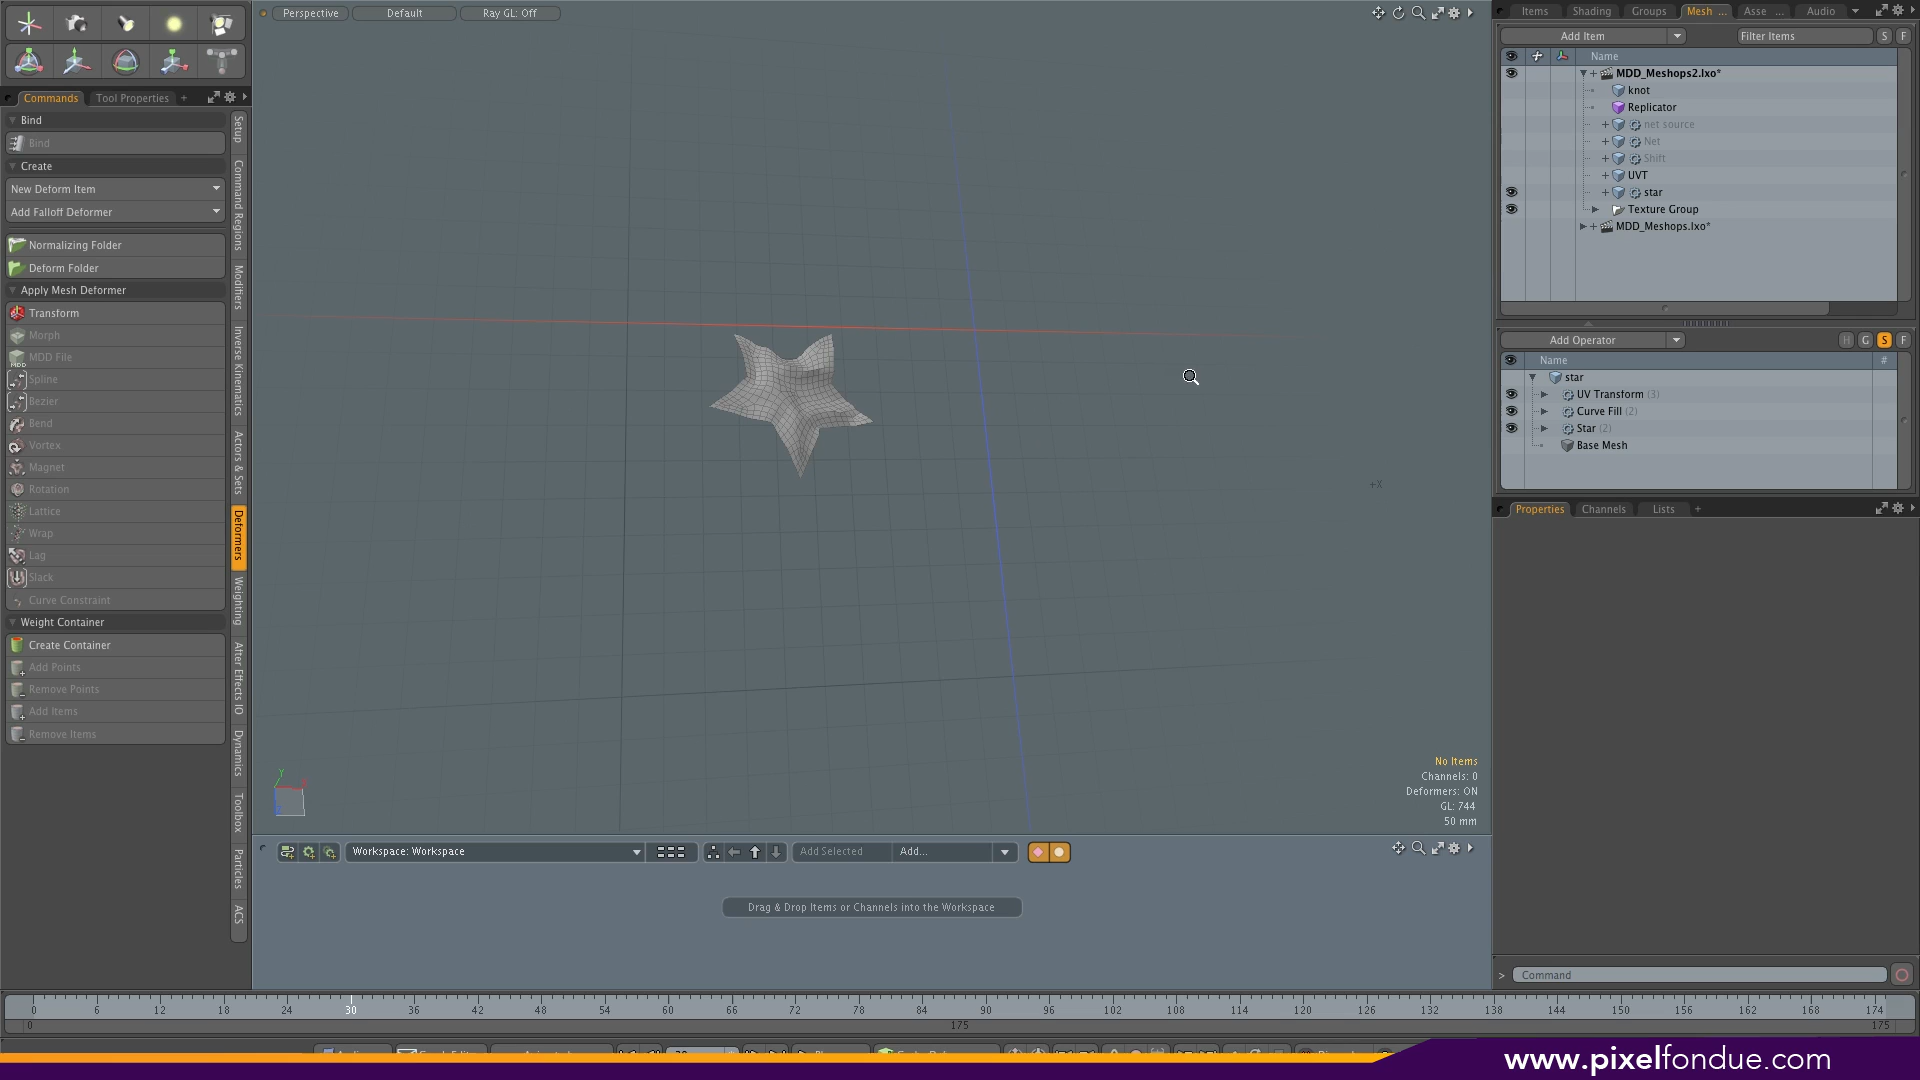 Perspective
Default
Ray GL: Off
Commands
Tool Properties
+
Bind
Bind
Create
New Deform Item
Add Falloff Deformer
Normalizing Folder
Deform Folder
Apply Mesh Deformer
Transform
Morph
MDD File
MDD
Spline
Bezier
Bend
Vortex
Magnet
Rotation
Lattice
Wrap
Lag
Slack
Curve Constraint
Weight Container
Create Container
Add Points
Remove Points
Add Items
Remove Items
Setup
Command Regions
Modifiers
Inverse Kinematics
Actors & Sets
Deformers
Weighting
After Effects IO
Dynamics
Toolbox
Particles
ACS
+X
Y
No Items
Channels: 0
Deformers: ON
GL: 744
50 mm
Workspace: Workspace
Add Selected
Add...
Drag & Drop Items or Channels into the Workspace
Items
Shading
Groups
Mesh ...
Asse ...
Audio
Add Item
Filter Items
S
F
Name
MDD_Meshops2.lxo*
knot
Replicator
net source
Net
Shift
UVT
star
Texture Group
MDD_Meshops.lxo*
Add Operator
H
G
S
F
Name
#
star
UV Transform (3)
Curve Fill (2)
Star (2)
Base Mesh
Properties
Channels
Lists
+
> Command
0 6 12 18 24 30 36 42 48 54 60 66 72 78 84 90 96 102 108 114 120 126 132 138 144 150 156 162 168 174
0 175 175
www.pixelfondue.com